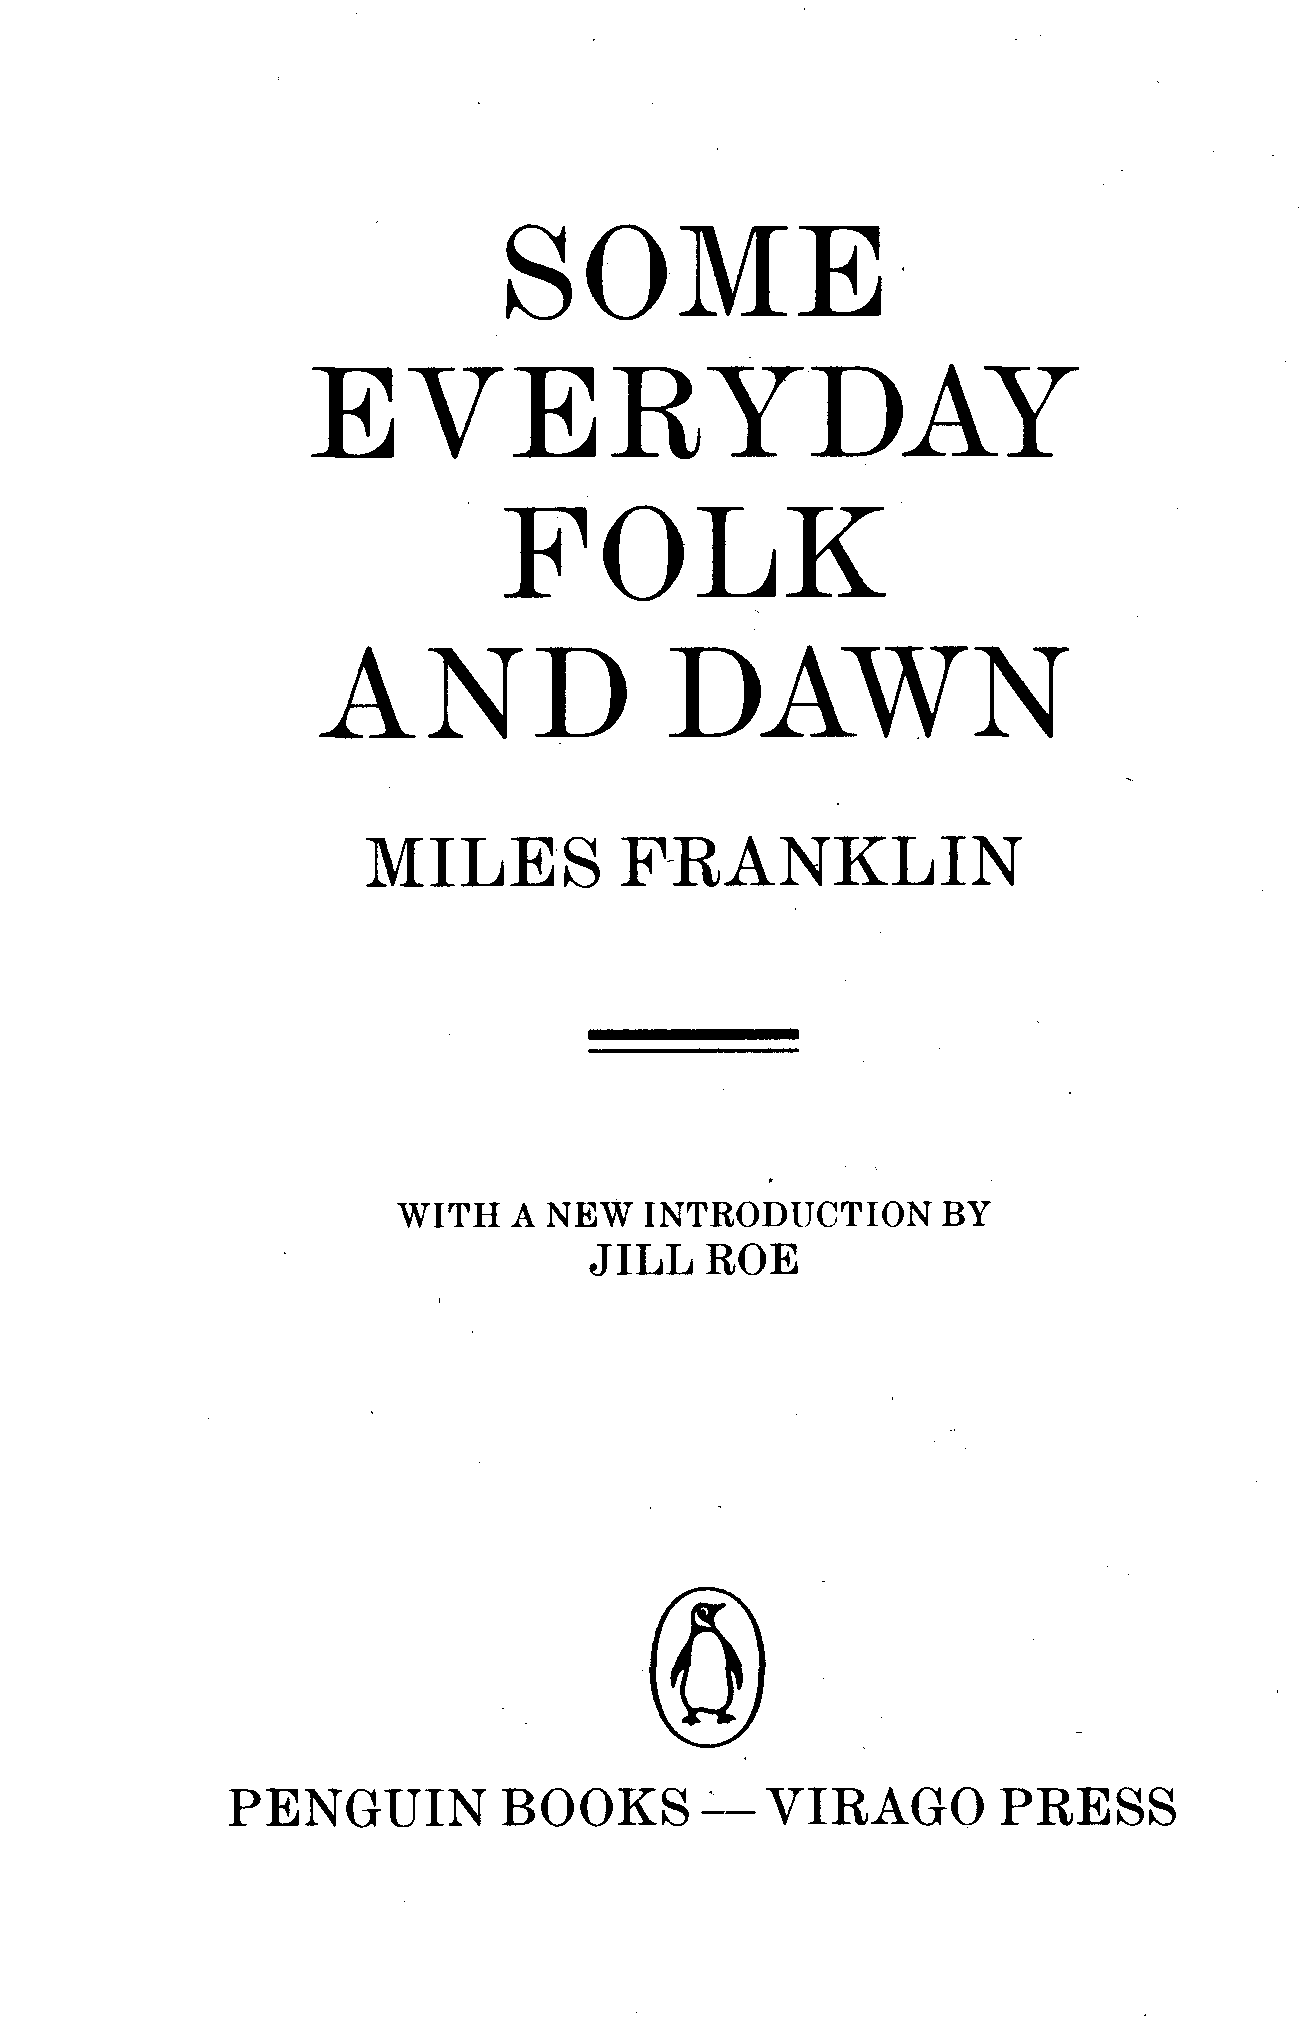 SOME
EVERYDAY
FOLK
AND DAWN
MILES FRANKLIN
WITH A NEW INTRODUCTION BY
JILL ROE
PENGUIN BOOKS — VIRAGO PRESS